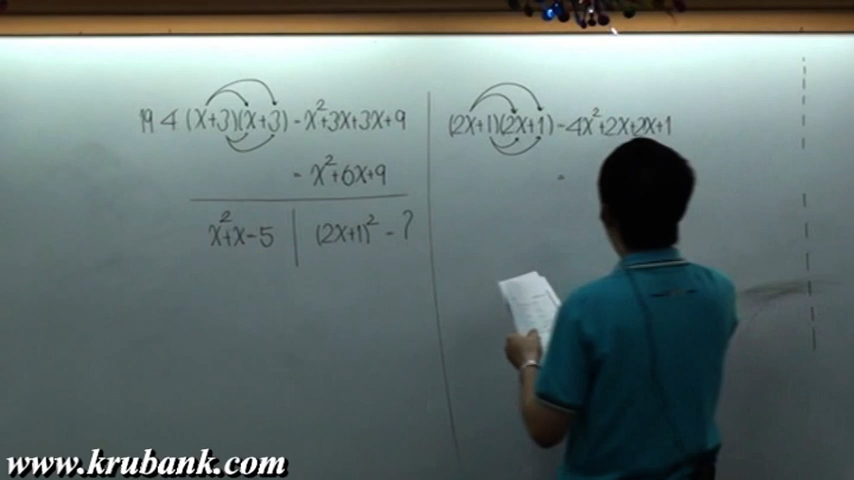 19 4 (x+3)(x+3) - x²+3x+3x+9
- x²+6x+9
x²+x-5 | (2x+1)² - ?
(2x+1)(2x+1) - 4x²+2x+2x+1
-
www.krubank.com